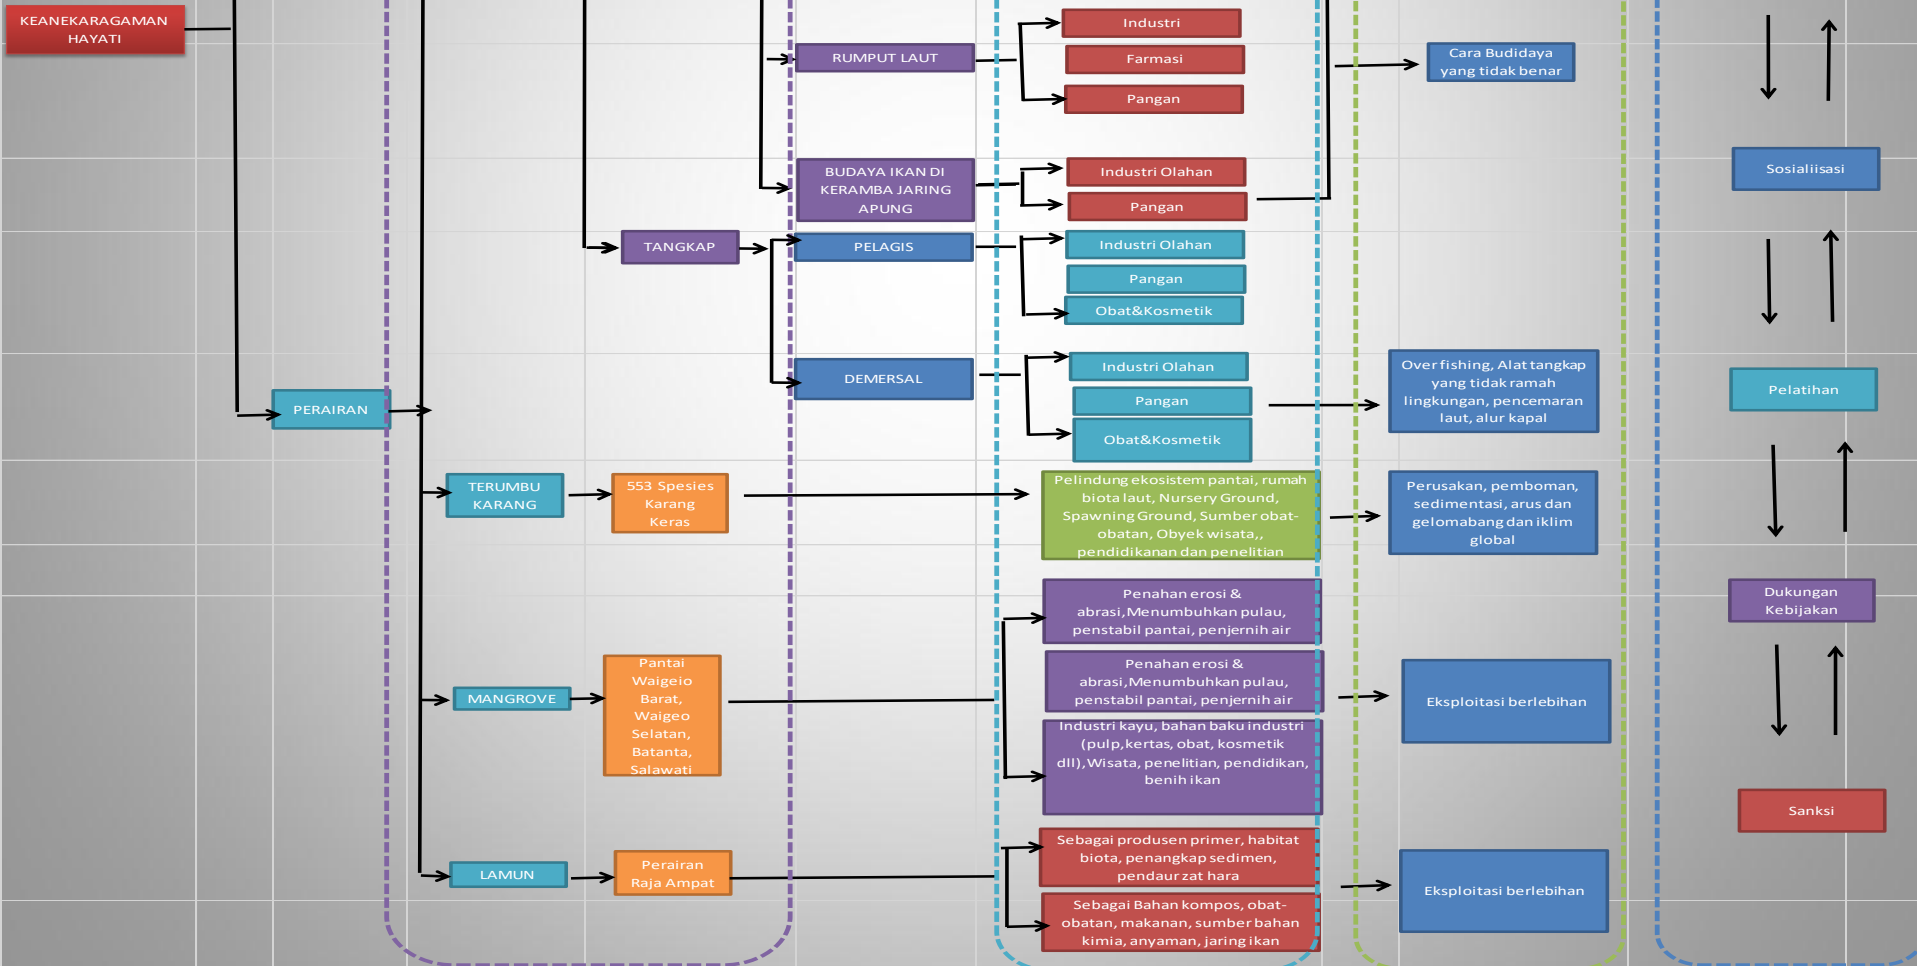 KEANEKARAGAMAN
HAYATI
PERAIRAN
TERUMBU
KARANG
MANGROVE
LAMUN
TANGKAP
553 Spesies
Karang
Keras
Pantai
Waigeio
Barat,
Waigeo
Selatan,
Batanta,
Salawati
Perairan
Raja Ampat
RUMPUT LAUT
BUDAYA IKAN DI
KERAMBA JARING
APUNG
PELAGIS
DEMERSAL
Industri
Farmasi
Pangan
Industri Olahan
Pangan
Industri Olahan
Pangan
Obat&Kosmetik
Industri Olahan
Pangan
Obat&Kosmetik
Pelindung ekosistem pantai, rumah
biota laut, Nursery Ground,
Spawning Ground, Sumber obat-
obatan, Obyek wisata,,
pendidikanan dan penelitian
Penahan erosi &
abrasi,Menumbuhkan pulau,
penstabil pantai, penjernih air
Penahan erosi &
abrasi,Menumbuhkan pulau,
penstabil pantai, penjernih air
Industri kayu, bahan baku industri
(pulp,kertas, obat, kosmetik
dll),Wisata, penelitian, pendidikan,
benih ikan
Sebagai produsen primer, habitat
biota, penangkap sedimen,
pendaur zat hara
Sebagai Bahan kompos, obat-
obatan, makanan, sumber bahan
kimia, anyaman, jaring ikan
Cara Budidaya
yang tidak benar
Over fishing, Alat tangkap
yang tidak ramah
lingkungan, pencemaran
laut, alur kapal
Perusakan, pemboman,
sedimentasi, arus dan
gelomabang dan iklim
global
Eksploitasi berlebihan
Eksploitasi berlebihan
Sosialiisasi
Pelatihan
Dukungan
Kebijakan
Sanksi